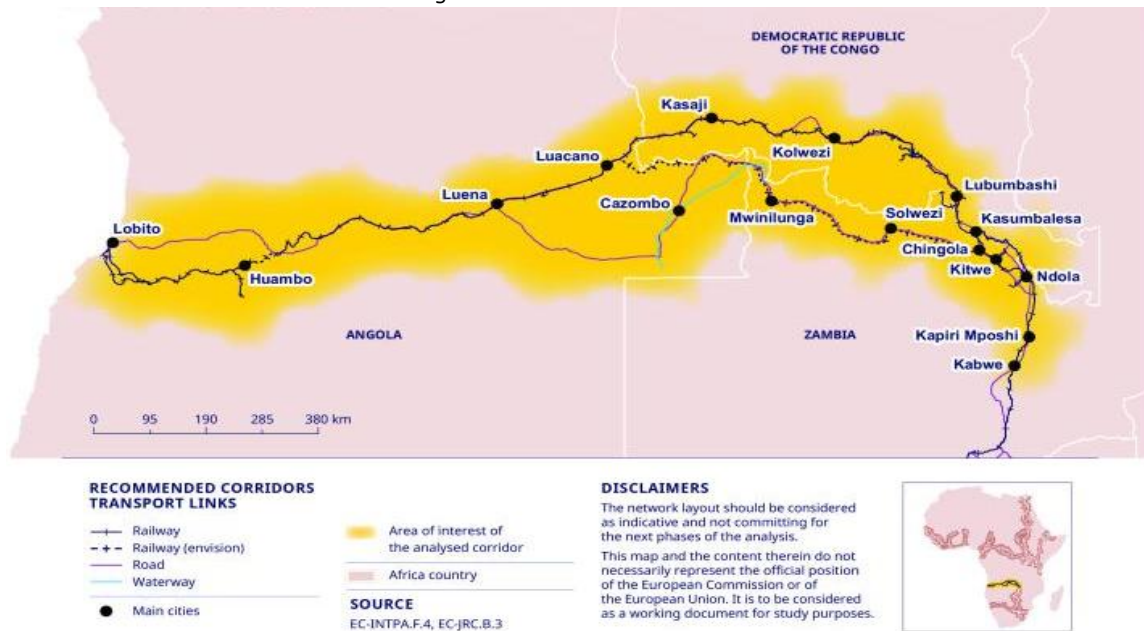 DEMOCRATIC REPUBLIC
OF THE CONGO
Kasaji
Kolwezi
Luacano
Lubumbashi
Luena
Cazombo
Mwinilunga
Solwezi
Kasumbalesa
Lobito
Chingola
Kitwe
Ndola
Huambo
ANGOLA
ZAMBIA
Kapiri Mposhi
Kabwe
0 95 190 285 380 km
RECOMMENDED CORRIDORS
TRANSPORT LINKS
Railway
Railway (envision)
Road
Waterway
Main cities
Area of interest of
the analysed corridor
Africa country
SOURCE
EC-INTPA.F.4, EC-JRC.B.3
DISCLAIMERS
The network layout should be considered
as indicative and not committing for
the next phases of the analysis.
This map and the content therein do not
necessarily represent the official position
of the European Commission or of
the European Union. It is to be considered
as a working document for study purposes.